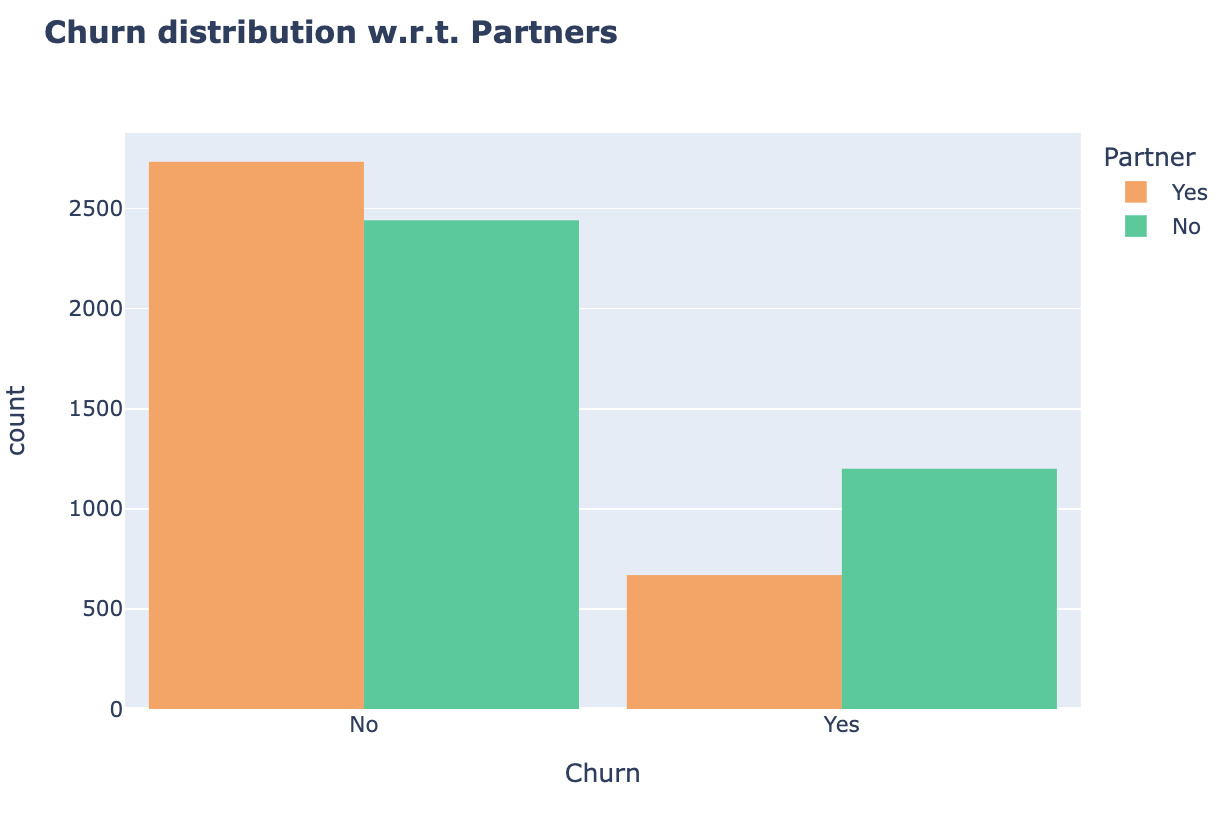 Churn distribution w.r.t. Partners
Partner
Yes
No
2500
2000
1500
1000
500
0
count
No
Yes
Churn